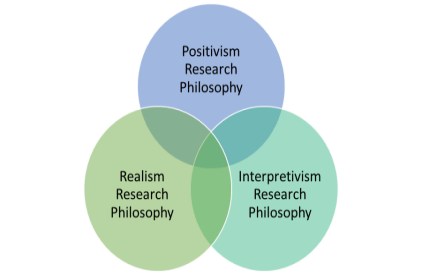 Positivism
Research
Philosophy
Realism
Research
Philosophy
Interpretivism
Research
Philosophy